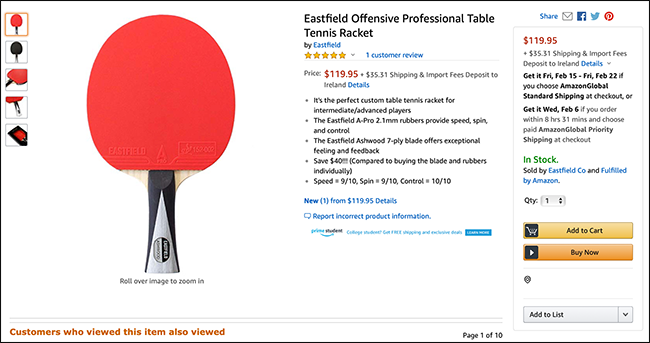 Eastfield Offensive Professional Table
Tennis Racket
by Eastfield
1 customer review
Price: $119.95 + $35.31 Shipping & Import Fees Deposit to
Ireland Details
It's the perfect custom table tennis racket for
intermediate/advanced players
The Eastfield A-Pro 2.1mm rubbers provide speed, spin,
and control
The Eastfield Ashwood 7-ply blade offers exceptional
feeling and feedback
Save $40!!! (Compared to buying the blade and rubbers
individually)
Speed = 9/10, Spin = 9/10, Control = 10/10
New (1) from $119.95 Details
Report incorrect product information.
prime student College student? Get FREE shipping and exclusive deals LEARN MORE
EASTFIELD
EASTFIELD
Roll over image to zoom in
Share
$119.95
+ $35.31 Shipping & Import Fees
Deposit to Ireland Details
Get it Fri, Feb 15 - Fri, Feb 22 if
you choose AmazonGlobal
Standard Shipping at checkout, or
Get it Wed, Feb 6 if you order
within 8 hrs 31 mins and choose
paid AmazonGlobal Priority
Shipping at checkout
In Stock.
Sold by Eastfield Co and Fulfilled
by Amazon.
Qty: 1
Add to Cart
Buy Now
Add to List
Customers who viewed this item also viewed
Page 1 of 10